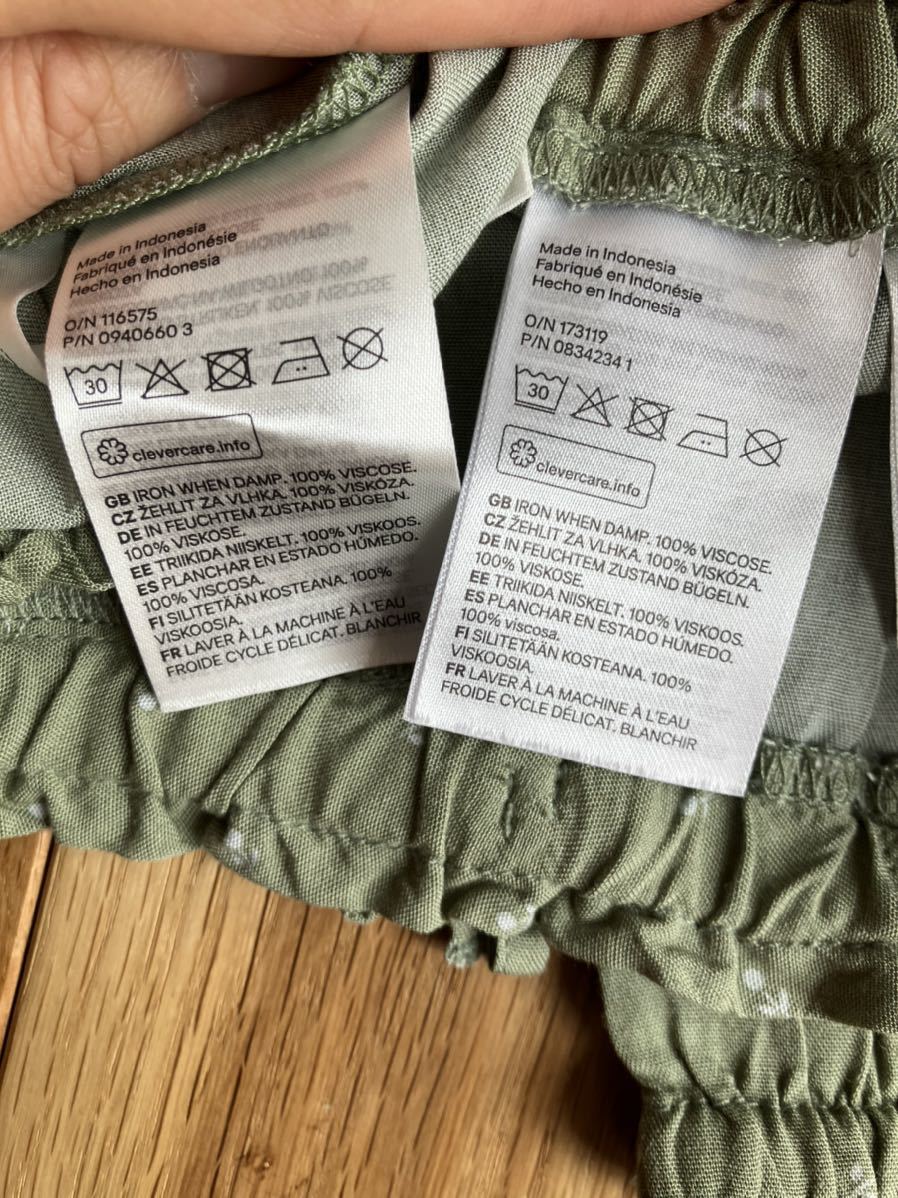 Made in Indonesia
Fabriqué en Indonésie
Hecho en Indonesia
O/N 116575
P/N 0940660 3
30
clevercare.info
GB IRON WHEN DAMP. 100% VISCOSE.
CZ ŽEHLIT ZA VLHKA. 100% VISKÓZA.
DE IN FEUCHTEM ZUSTAND BÜGELN.
100% VISKOSE.
EE TRIIKIDA NIISKELT. 100% VISKOOS.
ES PLANCHAR EN ESTADO HÚMEDO.
100% VISCOSA.
FI SILITETÄÄN KOSTEANA. 100%
VISKOOSIA.
FR LAVER À LA MACHINE À L'EAU
FROIDE CYCLE DÉLICAT. BLANCHIR
Made in Indonesia
Fabriqué en Indonésie
Hecho en Indonesia
O/N 173119
P/N 0834234 1
30
clevercare.info
GB IRON WHEN DAMP. 100% VISCOSE.
CZ ŽEHLIT ZA VLHKA. 100% VISKÓZA.
DE IN FEUCHTEM ZUSTAND BÜGELN.
100% VISKOSE.
EE TRIIKIDA NIISKELT. 100% VISKOOS.
ES PLANCHAR EN ESTADO HÚMEDO.
100% viscosa.
FI SILITETÄÄN KOSTEANA. 100%
VISKOOSIA.
FR LAVER À LA MACHINE À L'EAU
FROIDE CYCLE DÉLICAT. BLANCHIR